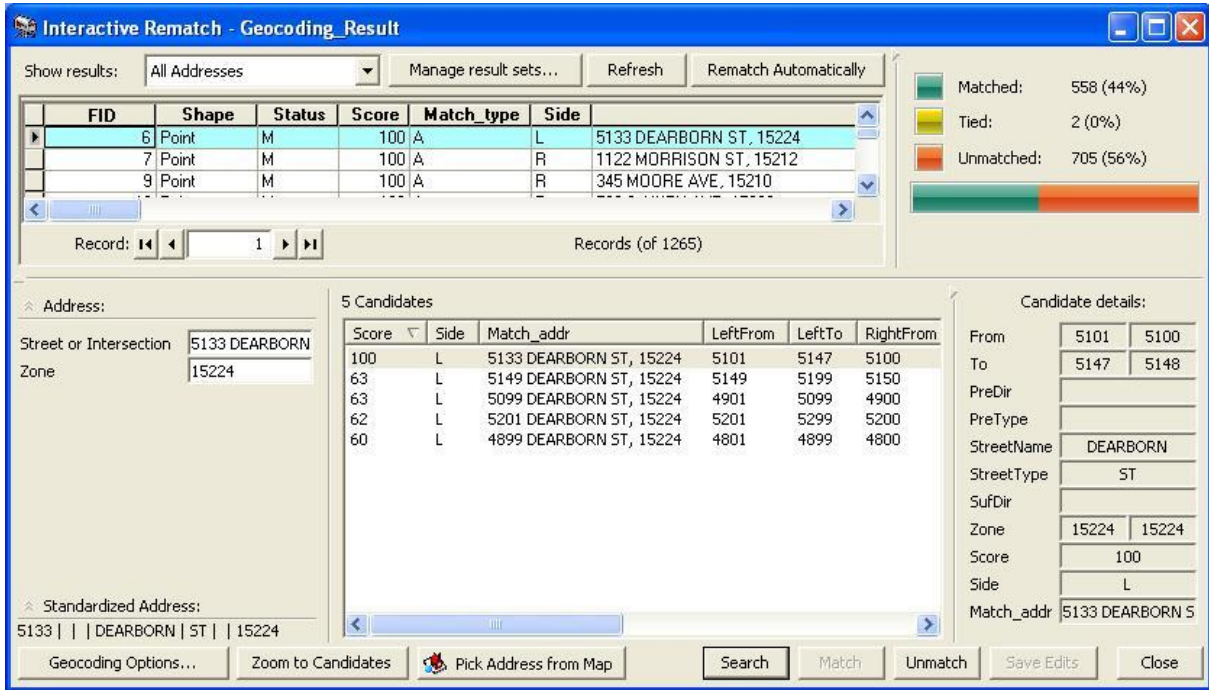 Interactive Rematch - Geocoding_Result
Show results: All Addresses Manage result sets... Refresh Rematch Automatically
FID Shape Status Score Match_type Side
6 Point M 100 A L 5133 DEARBORN ST, 15224
7 Point M 100 A R 1122 MORRISON ST, 15212
9 Point M 100 A R 345 MOORE AVE, 15210
Record: 1 Records (of 1265)
Matched: 558 (44%)
Tied: 2 (0%)
Unmatched: 705 (56%)
Address:
Street or Intersection 5133 DEARBORN
Zone 15224
Standardized Address:
5133 | | | DEARBORN | ST | | 15224
5 Candidates
Score Side Match_addr LeftFrom LeftTo RightFrom
100 L 5133 DEARBORN ST, 15224 5101 5147 5100
63 L 5149 DEARBORN ST, 15224 5149 5199 5150
63 L 5099 DEARBORN ST, 15224 4901 5099 4900
62 L 5201 DEARBORN ST, 15224 5201 5299 5200
60 L 4899 DEARBORN ST, 15224 4801 4899 4800
Candidate details:
From 5101 5100
To 5147 5148
PreDir
PreType
StreetName DEARBORN
StreetType ST
SufDir
Zone 15224 15224
Score 100
Side L
Match_addr 5133 DEARBORN S
Geocoding Options... Zoom to Candidates Pick Address from Map Search Match Unmatch Save Edits Close